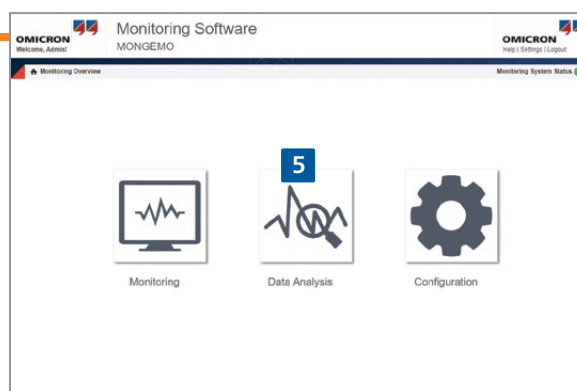 OMICRON
Welcome, Admin!
Monitoring Software
MONGEMO
OMICRON
Help | Settings | Logout
Monitoring Overview
Monitoring System Status
5
Monitoring
Data Analysis
Configuration